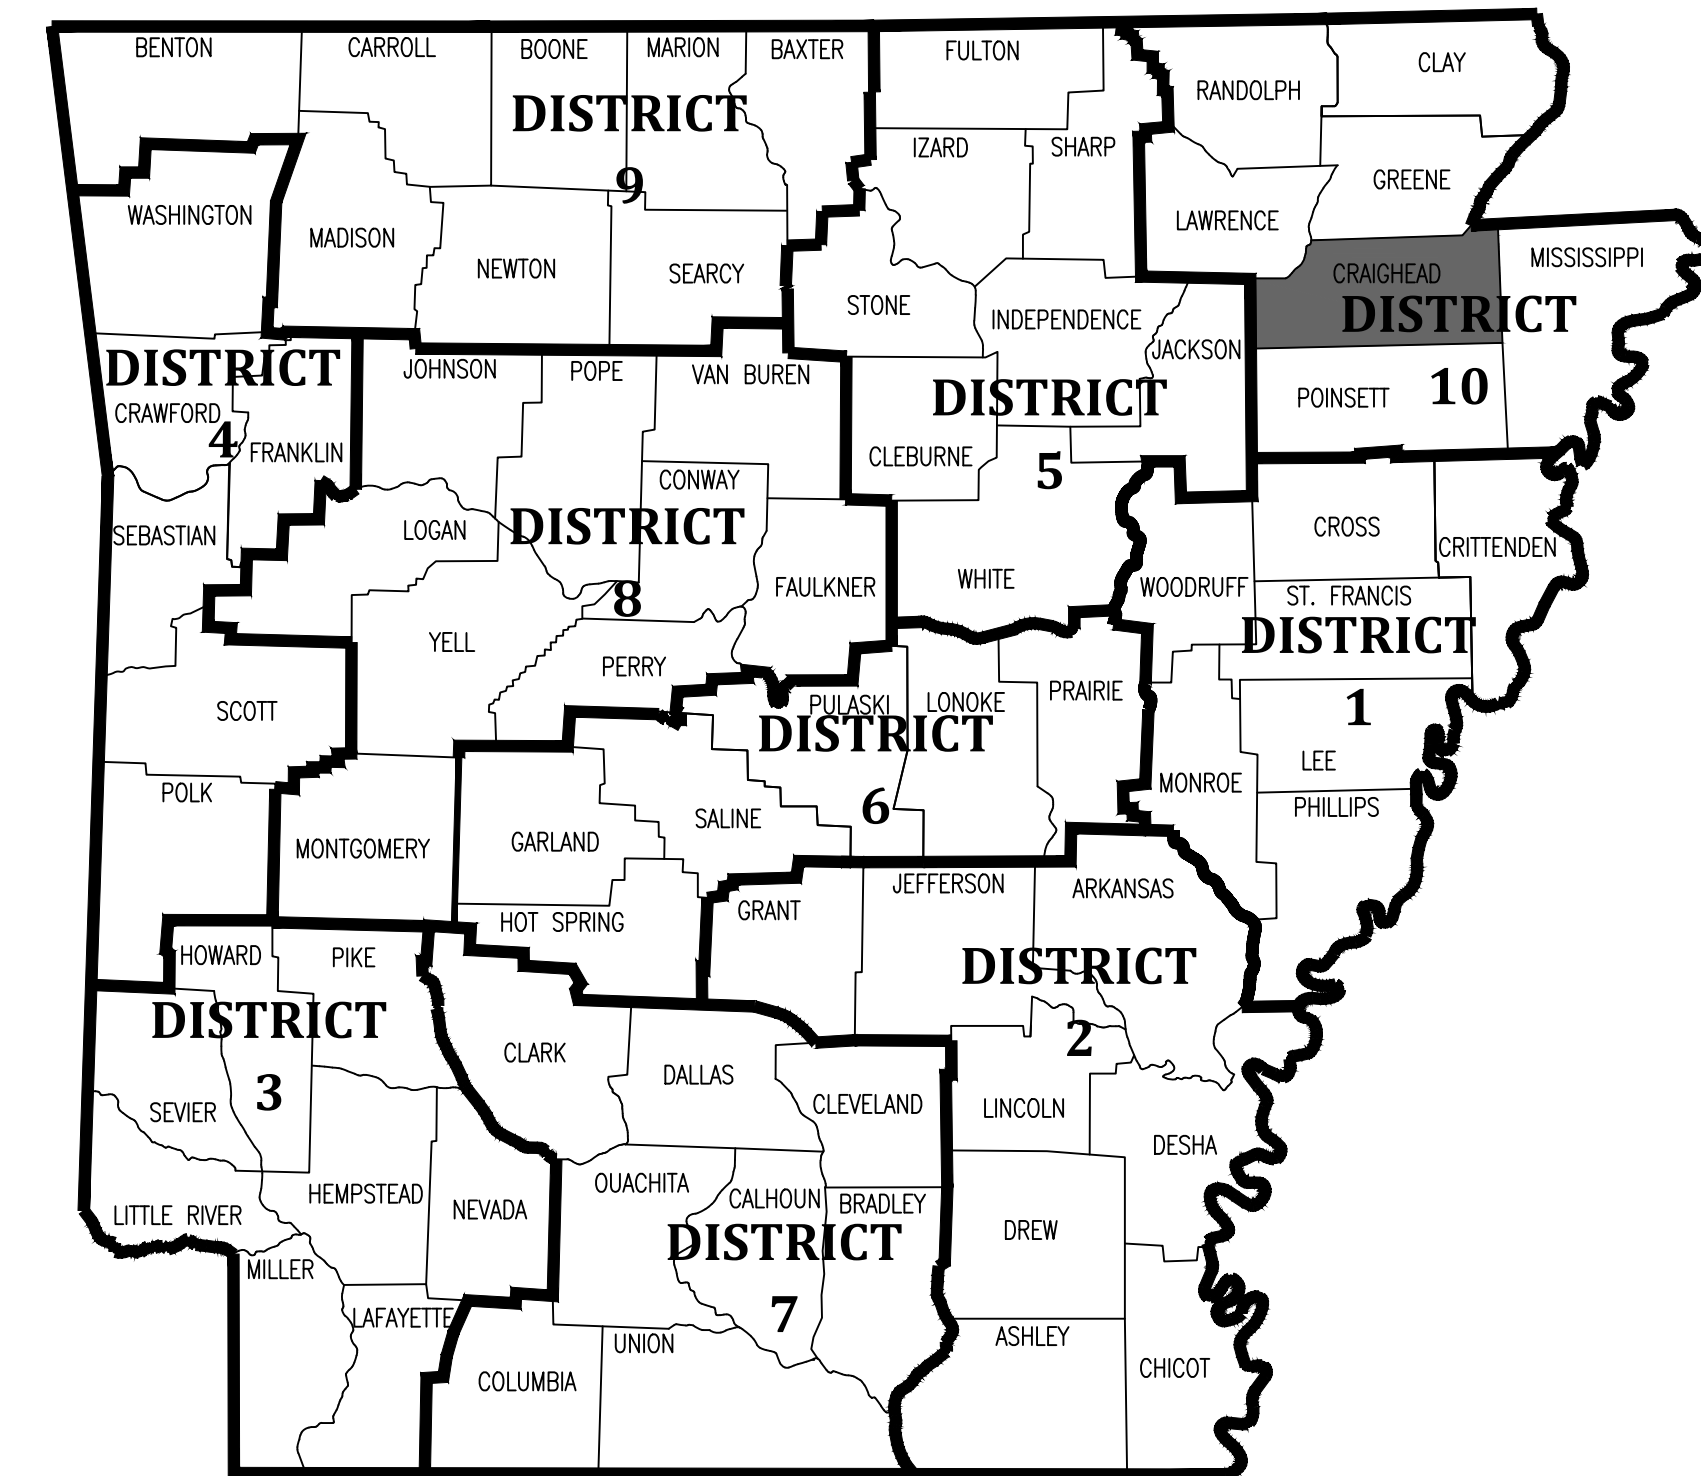 BENTON
CARROLL
BOONE
MARION
BAXTER
FULTON
RANDOLPH
CLAY
DISTRICT
9
IZARD
SHARP
GREENE
WASHINGTON
MADISON
NEWTON
SEARCY
LAWRENCE
STONE
INDEPENDENCE
JACKSON
CRAIGHEAD
MISSISSIPPI
DISTRICT
10
POINSETT
DISTRICT
4
CRAWFORD
FRANKLIN
JOHNSON
POPE
VAN BUREN
DISTRICT
5
CLEBURNE
CONWAY
SEBASTIAN
LOGAN
DISTRICT
8
FAULKNER
WHITE
WOODRUFF
CROSS
CRITTENDEN
ST. FRANCIS
DISTRICT
1
YELL
PERRY
SCOTT
PULASKI
LONOKE
PRAIRIE
DISTRICT
6
MONROE
LEE
PHILLIPS
POLK
MONTGOMERY
GARLAND
SALINE
HOT SPRING
GRANT
JEFFERSON
ARKANSAS
HOWARD
PIKE
DISTRICT
3
DISTRICT
2
CLARK
DALLAS
CLEVELAND
LINCOLN
DESHA
SEVIER
HEMPSTEAD
NEVADA
OUACHITA
CALHOUN
BRADLEY
DREW
LITTLE RIVER
DISTRICT
7
MILLER
LAFAYETTE
COLUMBIA
UNION
ASHLEY
CHICOT